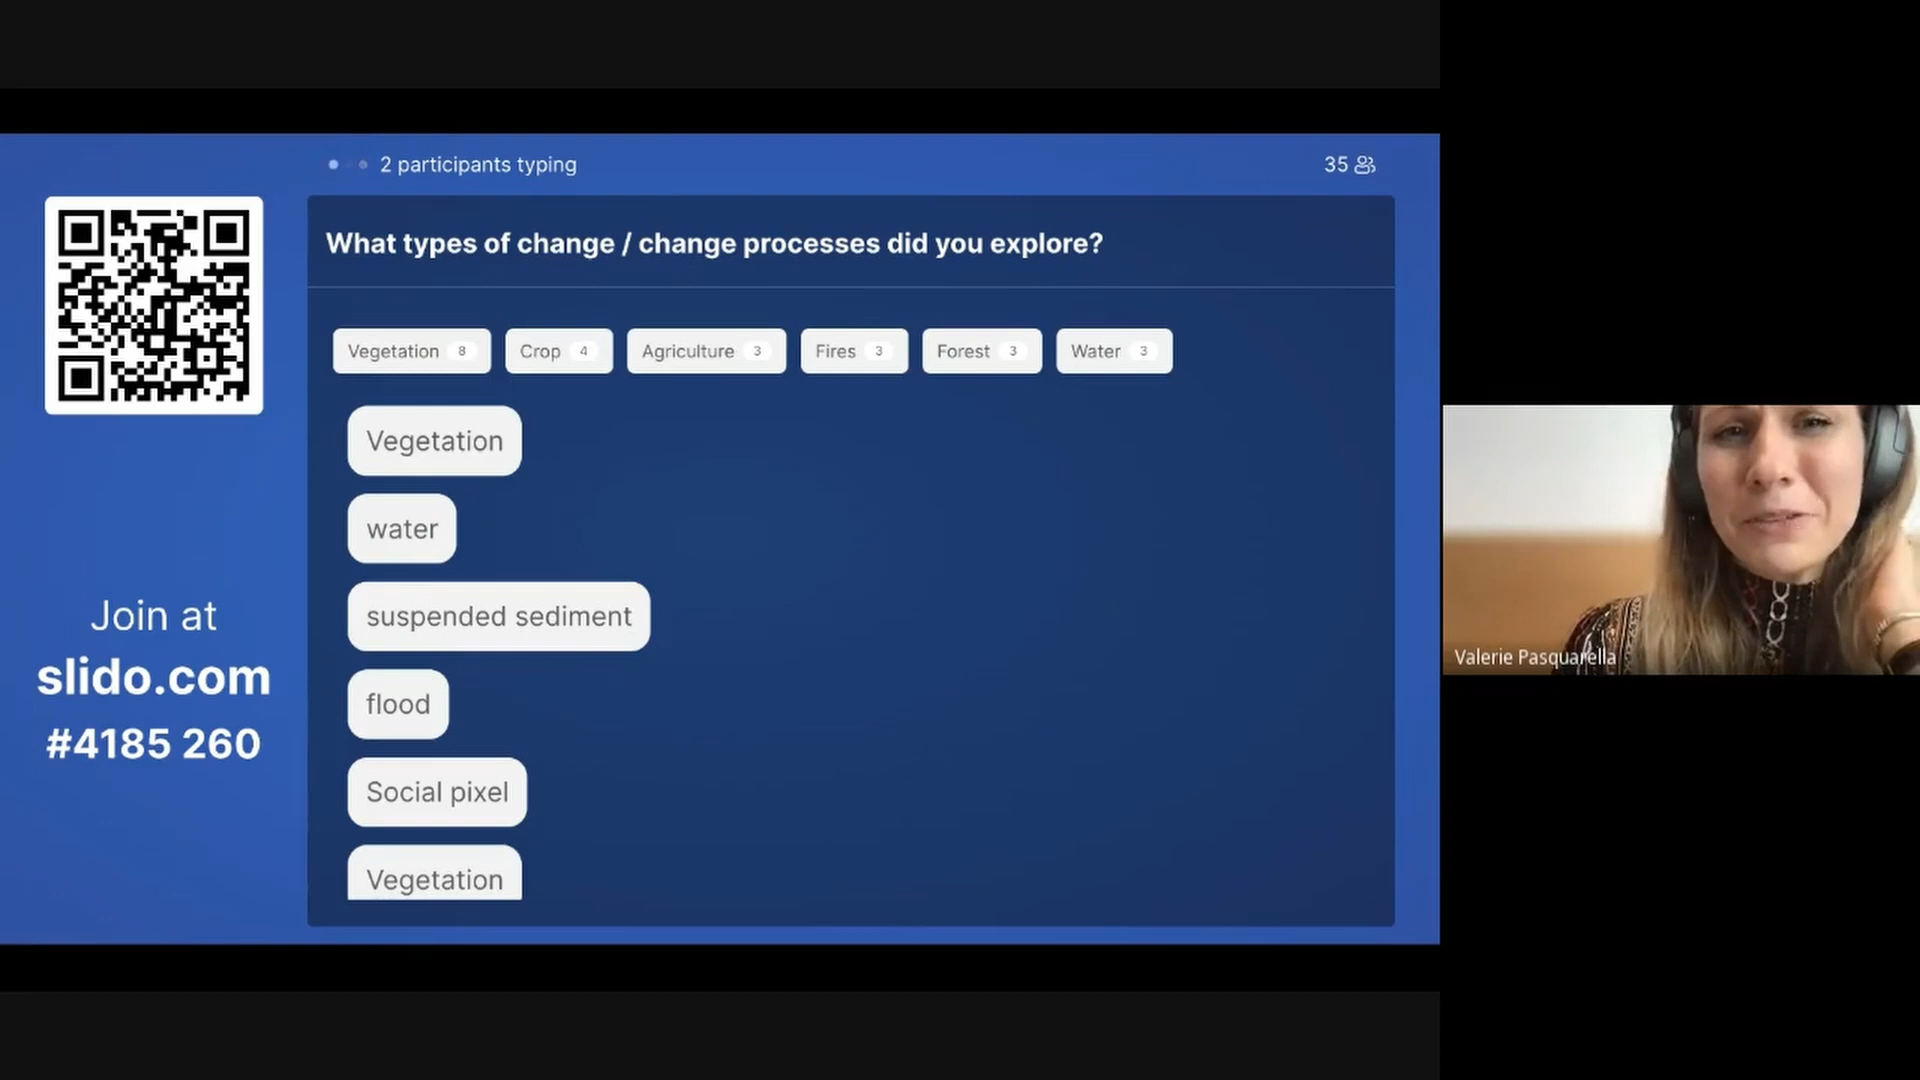 2 participants typing
35
What types of change / change processes did you explore?
Vegetation 8
Crop 4
Agriculture 3
Fires 3
Forest 3
Water 3
Vegetation
water
suspended sediment
flood
Social pixel
Vegetation
Join at
slido.com
#4185 260
Valerie Pasquarella